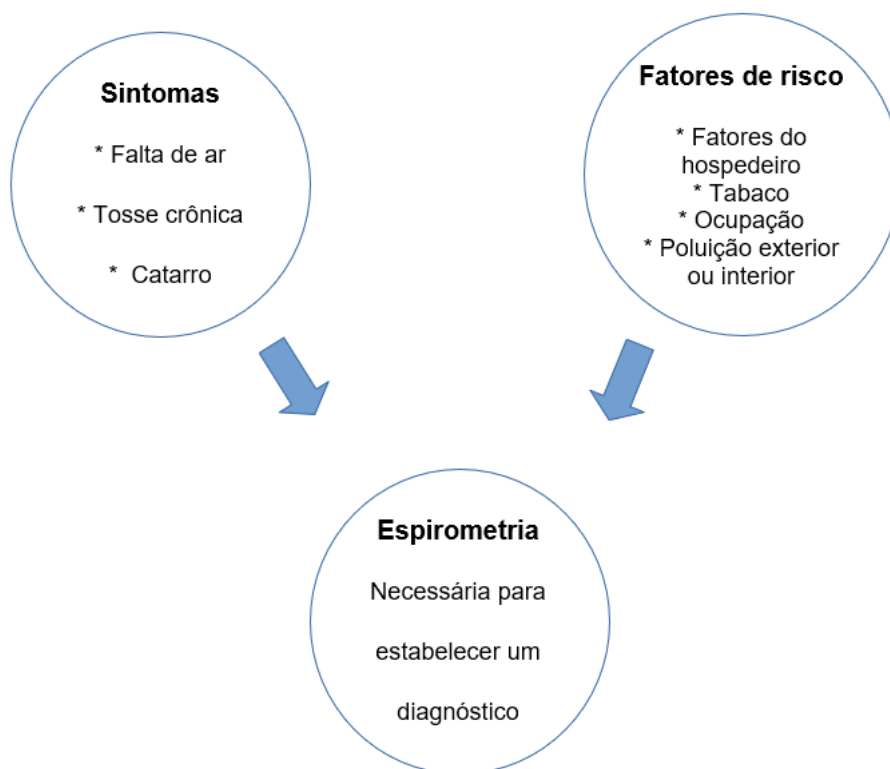 Sintomas
* Falta de ar
* Tosse crônica
* Catarro
Fatores de risco
* Fatores do
hospedeiro
* Tabaco
* Ocupação
* Poluição exterior
ou interior
Espirometria
Necessária para
estabelecer um
diagnóstico